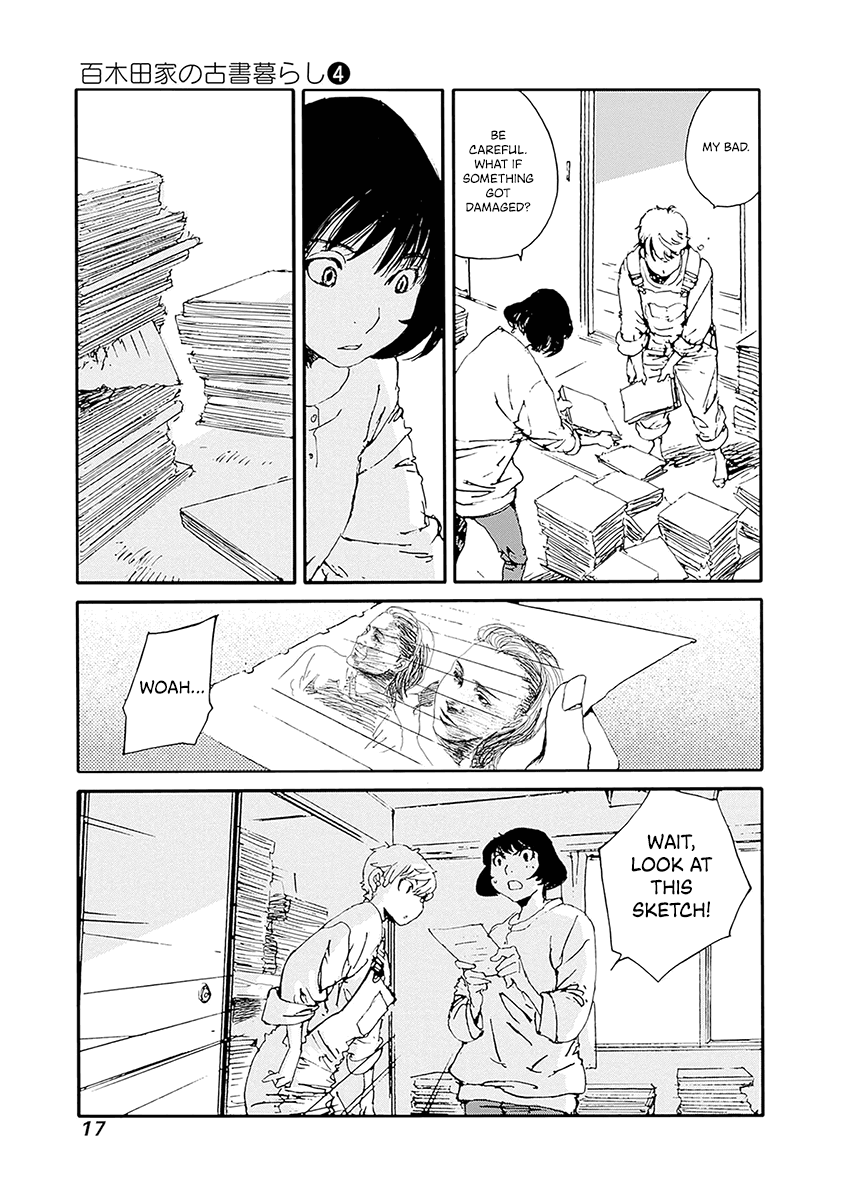 百木田家の古書暮らし❹
MY BAD.
BE
CAREFUL.
WHAT IF
SOMETHING
GOT
DAMAGED?
WOAH...
WAIT,
LOOK AT
THIS
SKETCH!
17